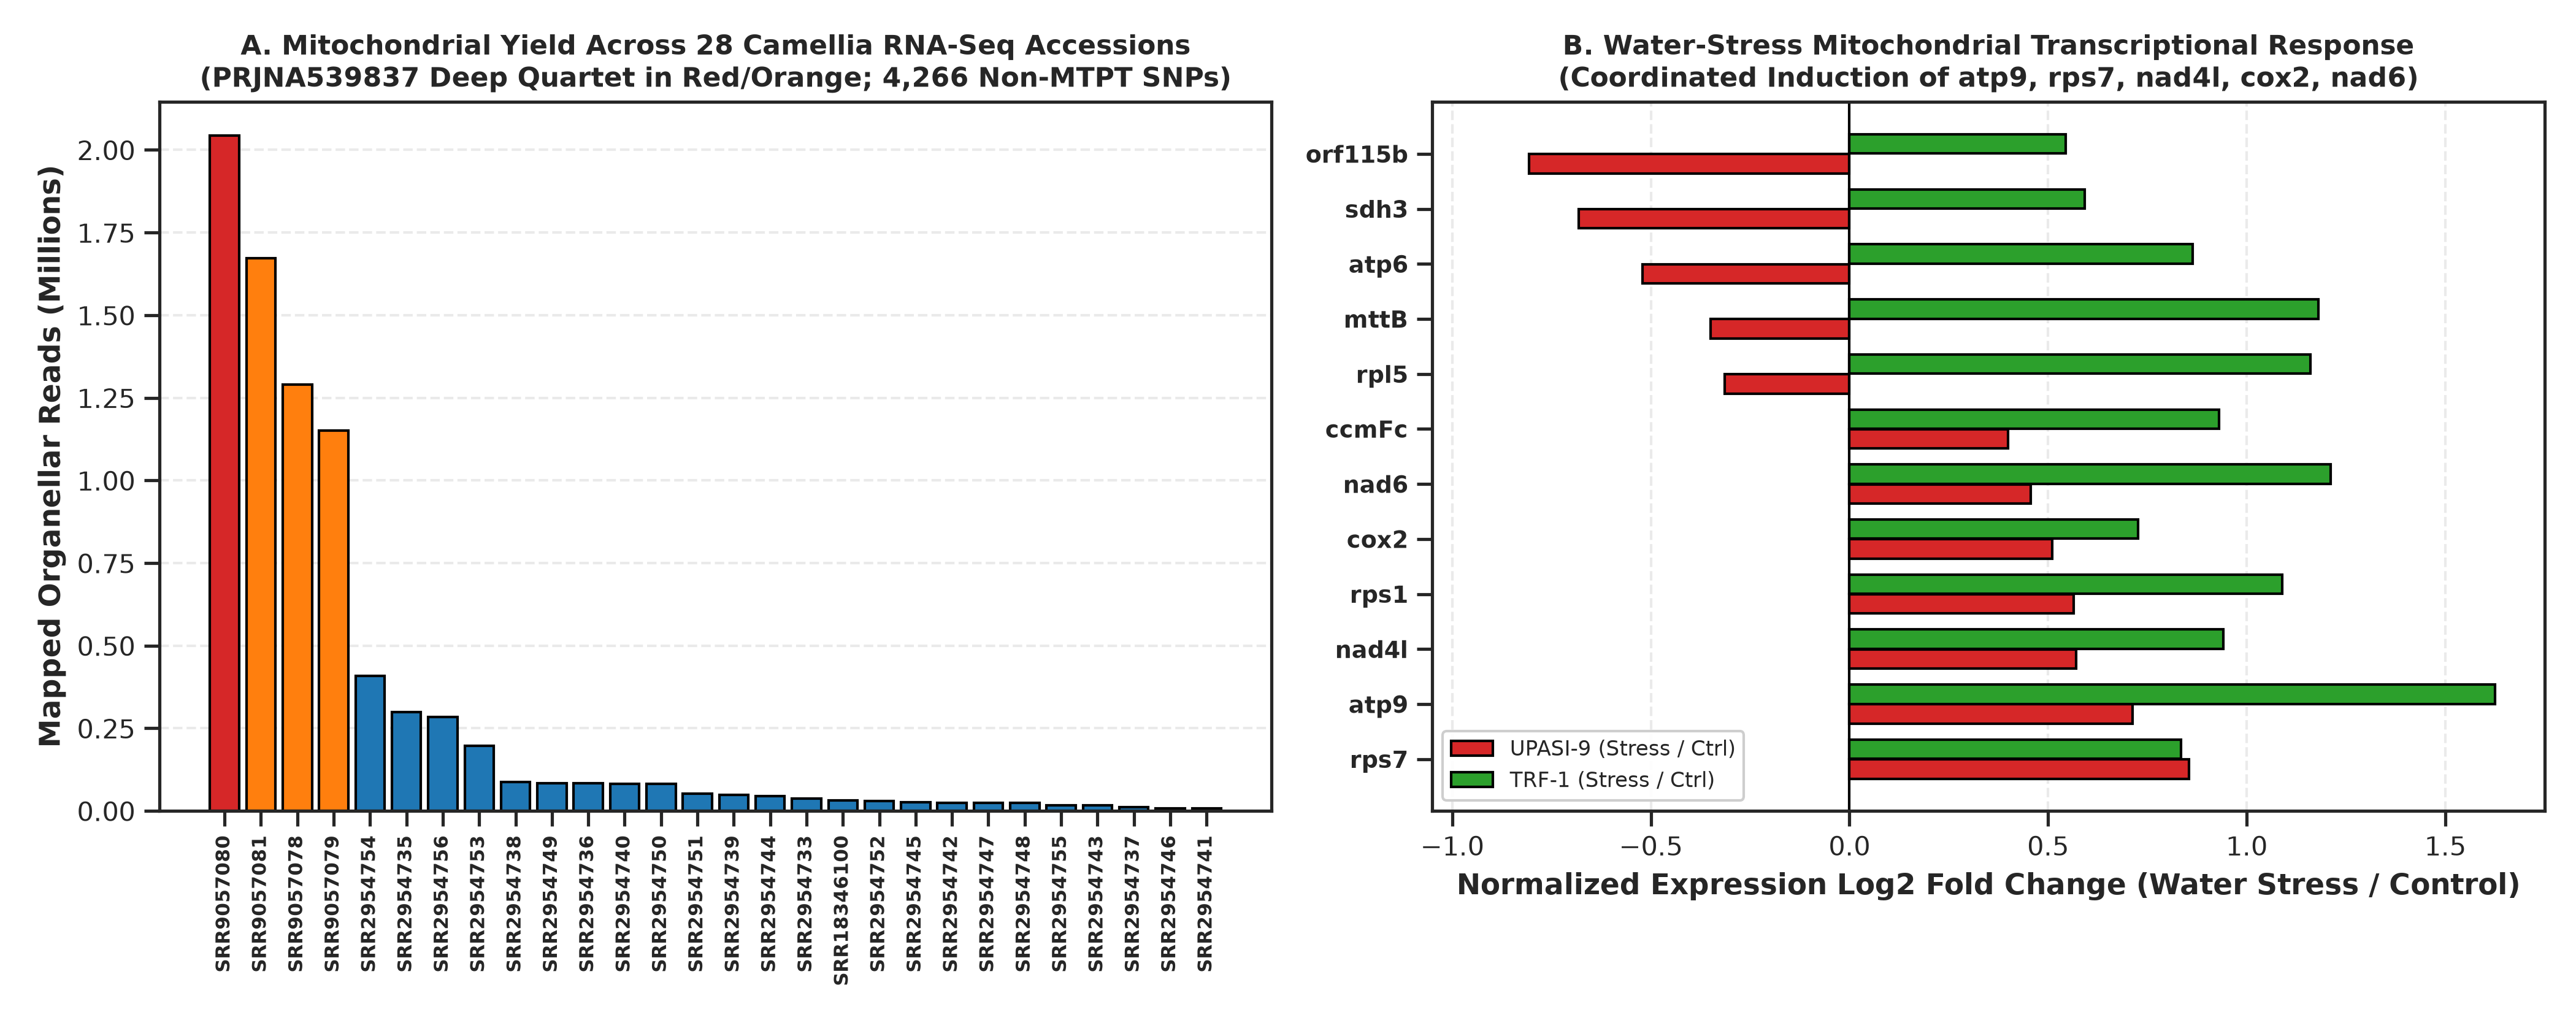 A. Mitochondrial Yield Across 28 Camellia RNA-Seq Accessions
(PRJNA539837 Deep Quartet in Red/Orange; 4,266 Non-MTPT SNPs)
Mapped Organellar Reads (Millions)
2.00
1.75
1.50
1.25
1.00
0.75
0.50
0.25
0.00
SRR9057080
SRR9057081
SRR9057078
SRR9057079
SRR2954754
SRR2954735
SRR2954756
SRR2954753
SRR2954738
SRR2954749
SRR2954736
SRR2954740
SRR2954750
SRR2954751
SRR2954739
SRR2954744
SRR2954733
SRR18346100
SRR2954752
SRR2954745
SRR2954742
SRR2954747
SRR2954748
SRR2954755
SRR2954743
SRR2954737
SRR2954746
SRR2954741
B. Water-Stress Mitochondrial Transcriptional Response
(Coordinated Induction of atp9, rps7, nad4l, cox2, nad6)
orf115b
sdh3
atp6
mttB
rpl5
ccmFc
nad6
cox2
rps1
nad4l
atp9
rps7
UPASI-9 (Stress / Ctrl)
TRF-1 (Stress / Ctrl)
−1.0 −0.5 0.0 0.5 1.0 1.5
Normalized Expression Log2 Fold Change (Water Stress / Control)